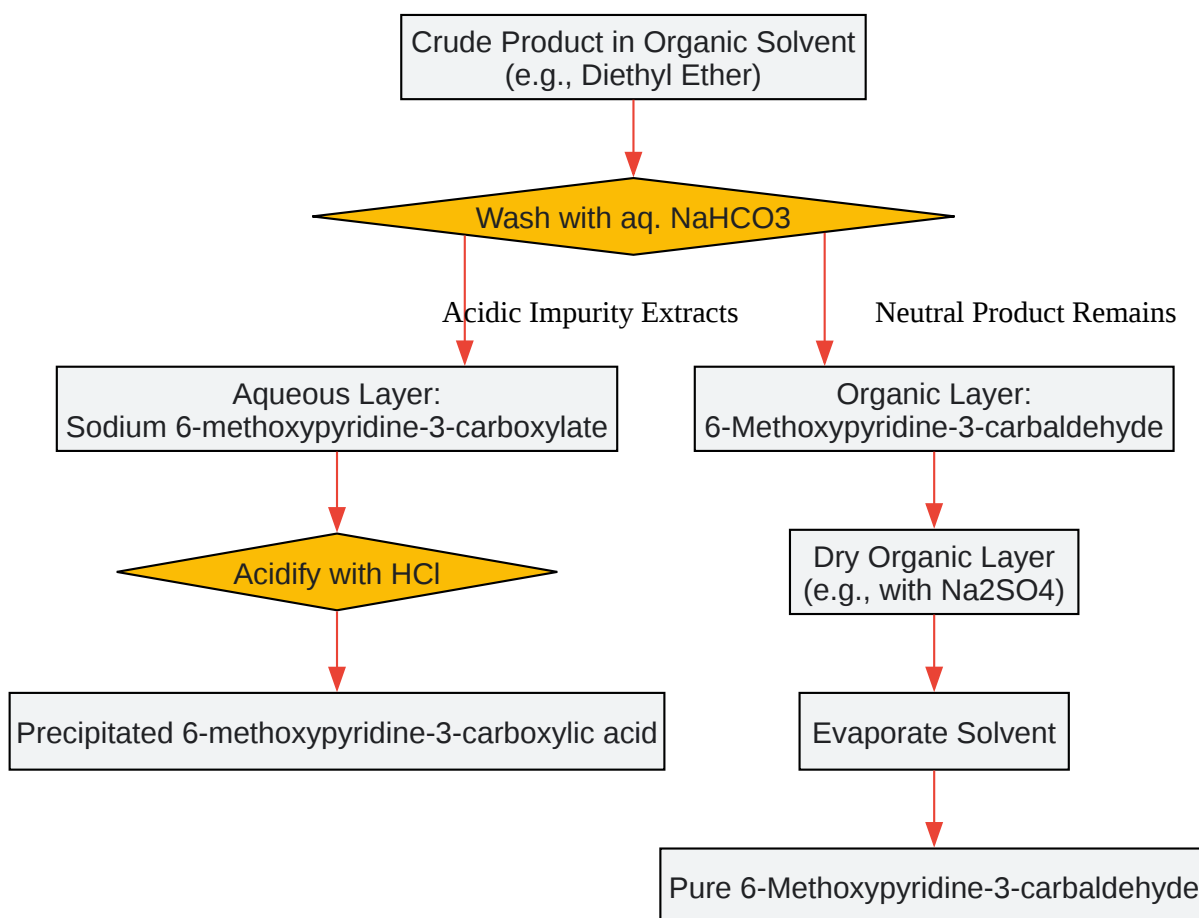 Crude Product in Organic Solvent
(e.g., Diethyl Ether)
Wash with aq. NaHCO3
Acidic Impurity Extracts
Neutral Product Remains
Aqueous Layer:
Sodium 6-methoxypyridine-3-carboxylate
Organic Layer:
6-Methoxypyridine-3-carbaldehyde
Acidify with HCl
Dry Organic Layer
(e.g., with Na2SO4)
Precipitated 6-methoxypyridine-3-carboxylic acid
Evaporate Solvent
Pure 6-Methoxypyridine-3-carbaldehyde